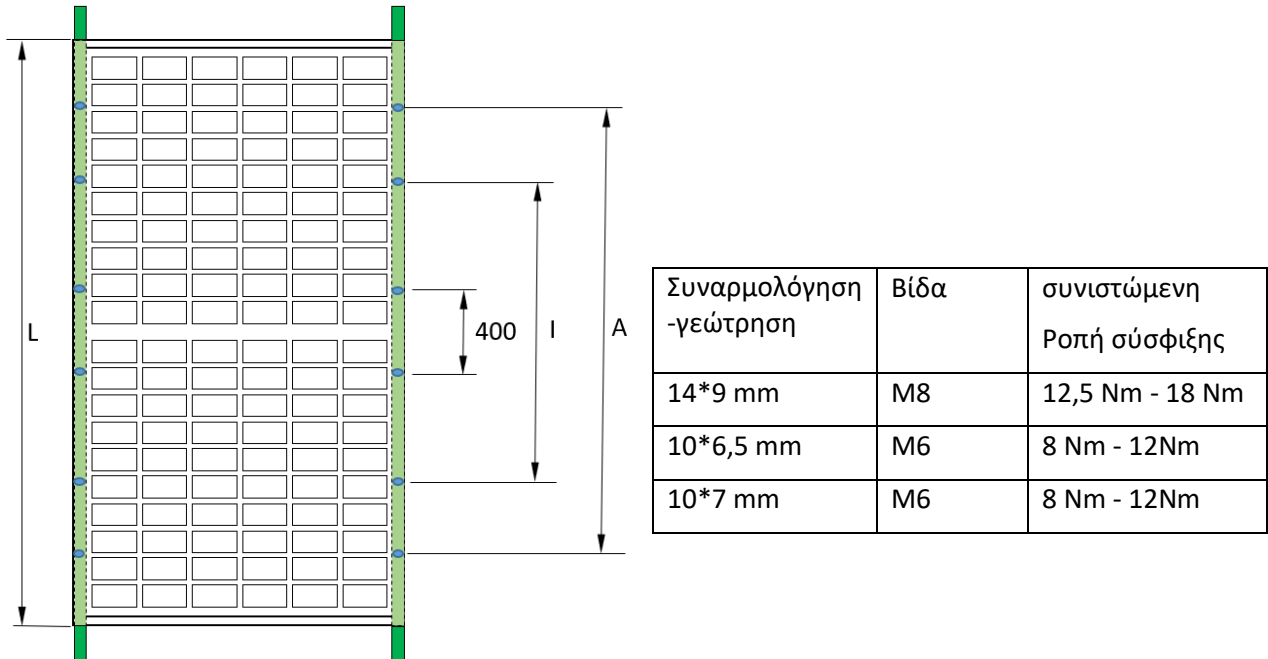 L
400
I
A
Συναρμολόγηση
-γεώτρηση
Βίδα
συνιστώμενη
Ροπή σύσφιξης
14*9 mm
M8
12,5 Nm - 18 Nm
10*6,5 mm
M6
8 Nm - 12Nm
10*7 mm
M6
8 Nm - 12Nm